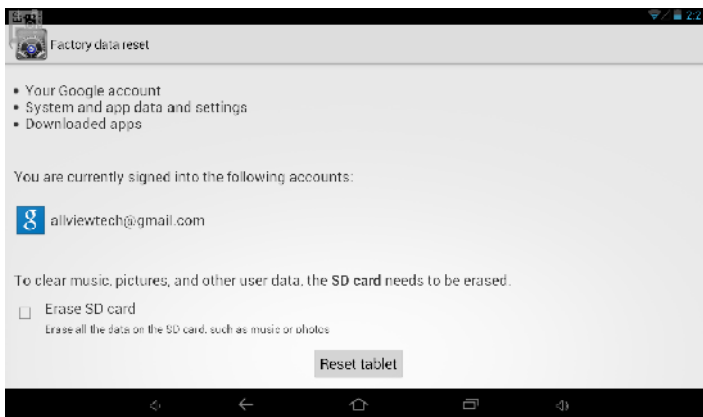 2:2
Factory data reset
• Your Google account
• System and app data and settings
• Downloaded apps
You are currently signed into the following accounts:
g allviewtech@gmail.com
To clear music, pictures, and other user data, the SD card needs to be erased.
Erase SD card
Erase all the data on the SD card, such as music or photos
Reset tablet